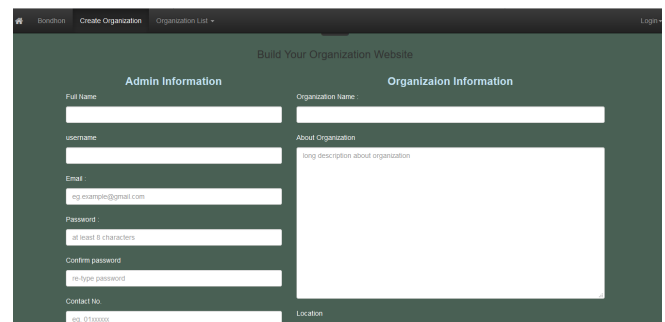 Bondhon Create Organization Organization List Login
Build Your Organization Website
Admin Information
Full Name
username
Email :
eg.example@gmail.com
Password :
at least 8 characters
Confirm password
re-type password
Contact No.
eg. 01xxxxxx
Organizaion Information
Organization Name :
About Organization
long description about organization
Location